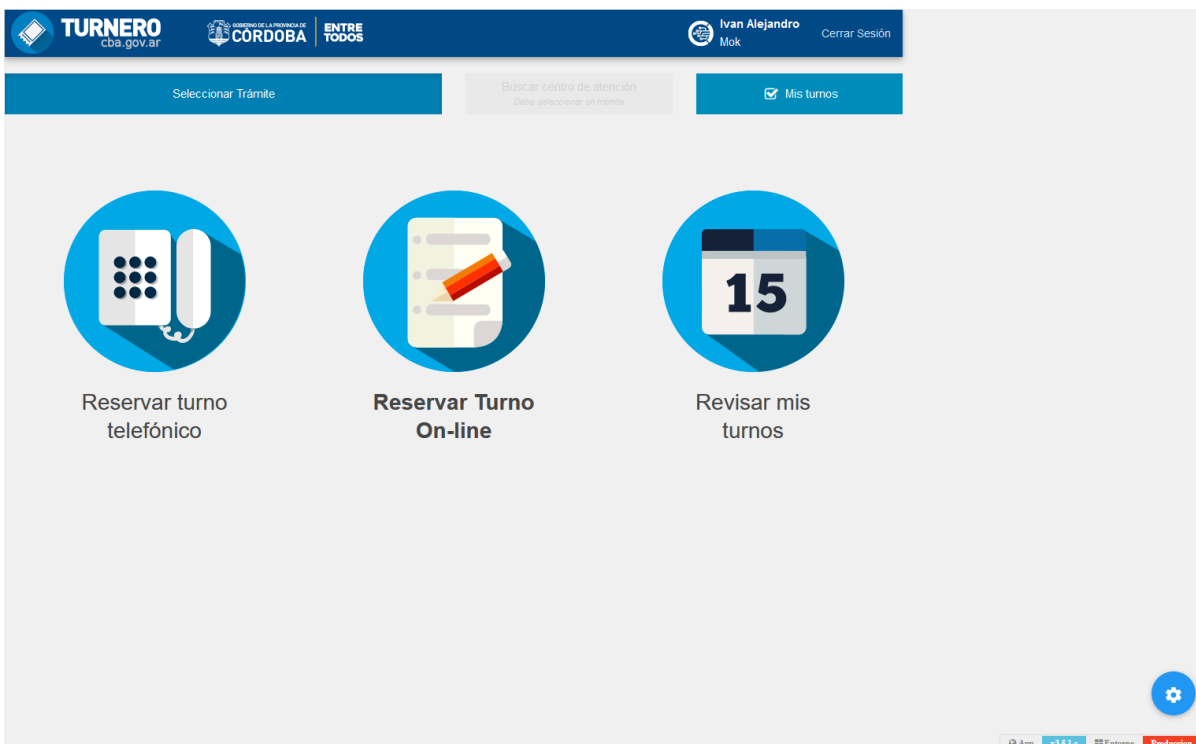 TURNERO
cba.gov.ar
GOBIERNO DE LA PROVINCIA DE
CÓRDOBA
ENTRE
TODOS
Ivan Alejandro
Mok
Cerrar Sesión
Seleccionar Trámite
Buscar centro de atención
Debe seleccionar un trámite
Mis turnos
15
Reservar turno
telefónico
Reservar Turno
On-line
Revisar mis
turnos
App
Entorno